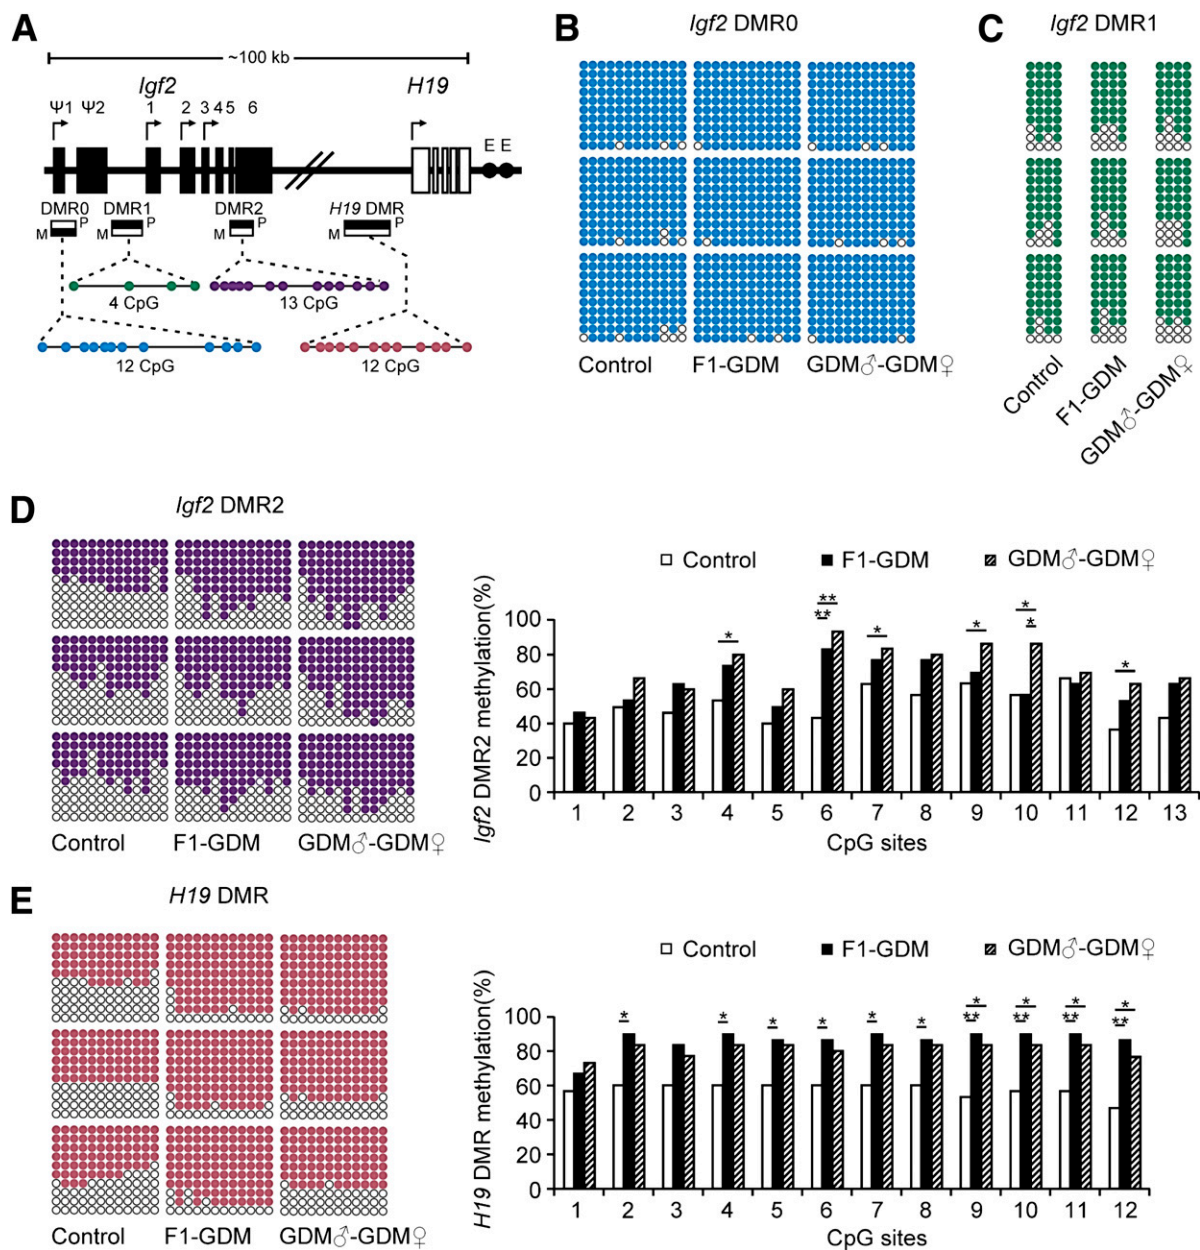 A
~100 kb
Igf2
H19
Ψ1 Ψ2 1 2 3 4 5 6
E E
DMR0 DMR1 DMR2 H19 DMR
M P M P M P M P
4 CpG 13 CpG
12 CpG 12 CpG
B
Igf2 DMR0
Control F1-GDM GDM♂-GDM♀
C
Igf2 DMR1
Control F1-GDM GDM♂-GDM♀
D
Igf2 DMR2
Control F1-GDM GDM♂-GDM♀
Control F1-GDM GDM♂-GDM♀
Igf2 DMR2 methylation(%)
100
80
60
40
20
0
* ** ** * * * * *
1 2 3 4 5 6 7 8 9 10 11 12 13
CpG sites
E
H19 DMR
Control F1-GDM GDM♂-GDM♀
Control F1-GDM GDM♂-GDM♀
H19 DMR methylation(%)
100
80
60
40
20
0
* * * * * * * ** * ** * ** * **
1 2 3 4 5 6 7 8 9 10 11 12
CpG sites